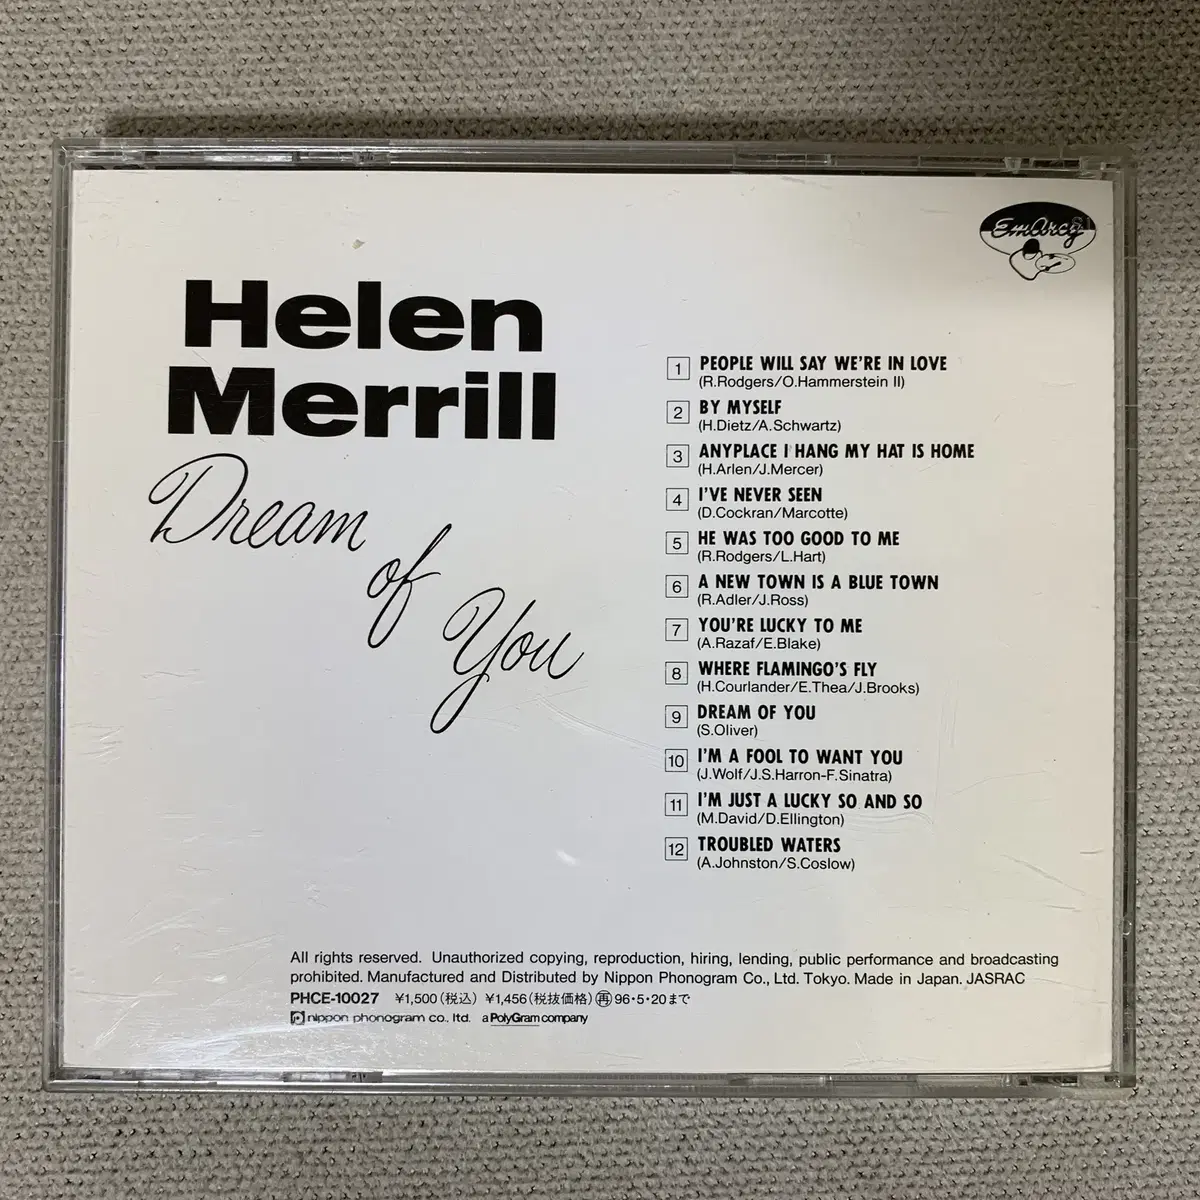 EmArcy
Helen
Merrill
Dream
of
You
1 PEOPLE WILL SAY WE'RE IN LOVE
(R.Rodgers/O.Hammerstein II)
2 BY MYSELF
(H.Dietz/A.Schwartz)
3 ANYPLACE I HANG MY HAT IS HOME
(H.Arlen/J.Mercer)
4 I'VE NEVER SEEN
(D.Cockran/Marcotte)
5 HE WAS TOO GOOD TO ME
(R.Rodgers/L.Hart)
6 A NEW TOWN IS A BLUE TOWN
(R.Adler/J.Ross)
7 YOU'RE LUCKY TO ME
(A.Razaf/E.Blake)
8 WHERE FLAMINGO'S FLY
(H.Courlander/E.Thea/J.Brooks)
9 DREAM OF YOU
(S.Oliver)
10 I'M A FOOL TO WANT YOU
(J.Wolf/J.S.Harron-F.Sinatra)
11 I'M JUST A LUCKY SO AND SO
(M.David/D.Ellington)
12 TROUBLED WATERS
(A.Johnston/S.Coslow)
All rights reserved. Unauthorized copying, reproduction, hiring, lending, public performance and broadcasting
prohibited. Manufactured and Distributed by Nippon Phonogram Co., Ltd. Tokyo. Made in Japan. JASRAC
PHCE-10027 ¥1,500(税込) ¥1,456(税抜価格) 再 96・5・20まで
nippon phonogram co., ltd. a PolyGram company